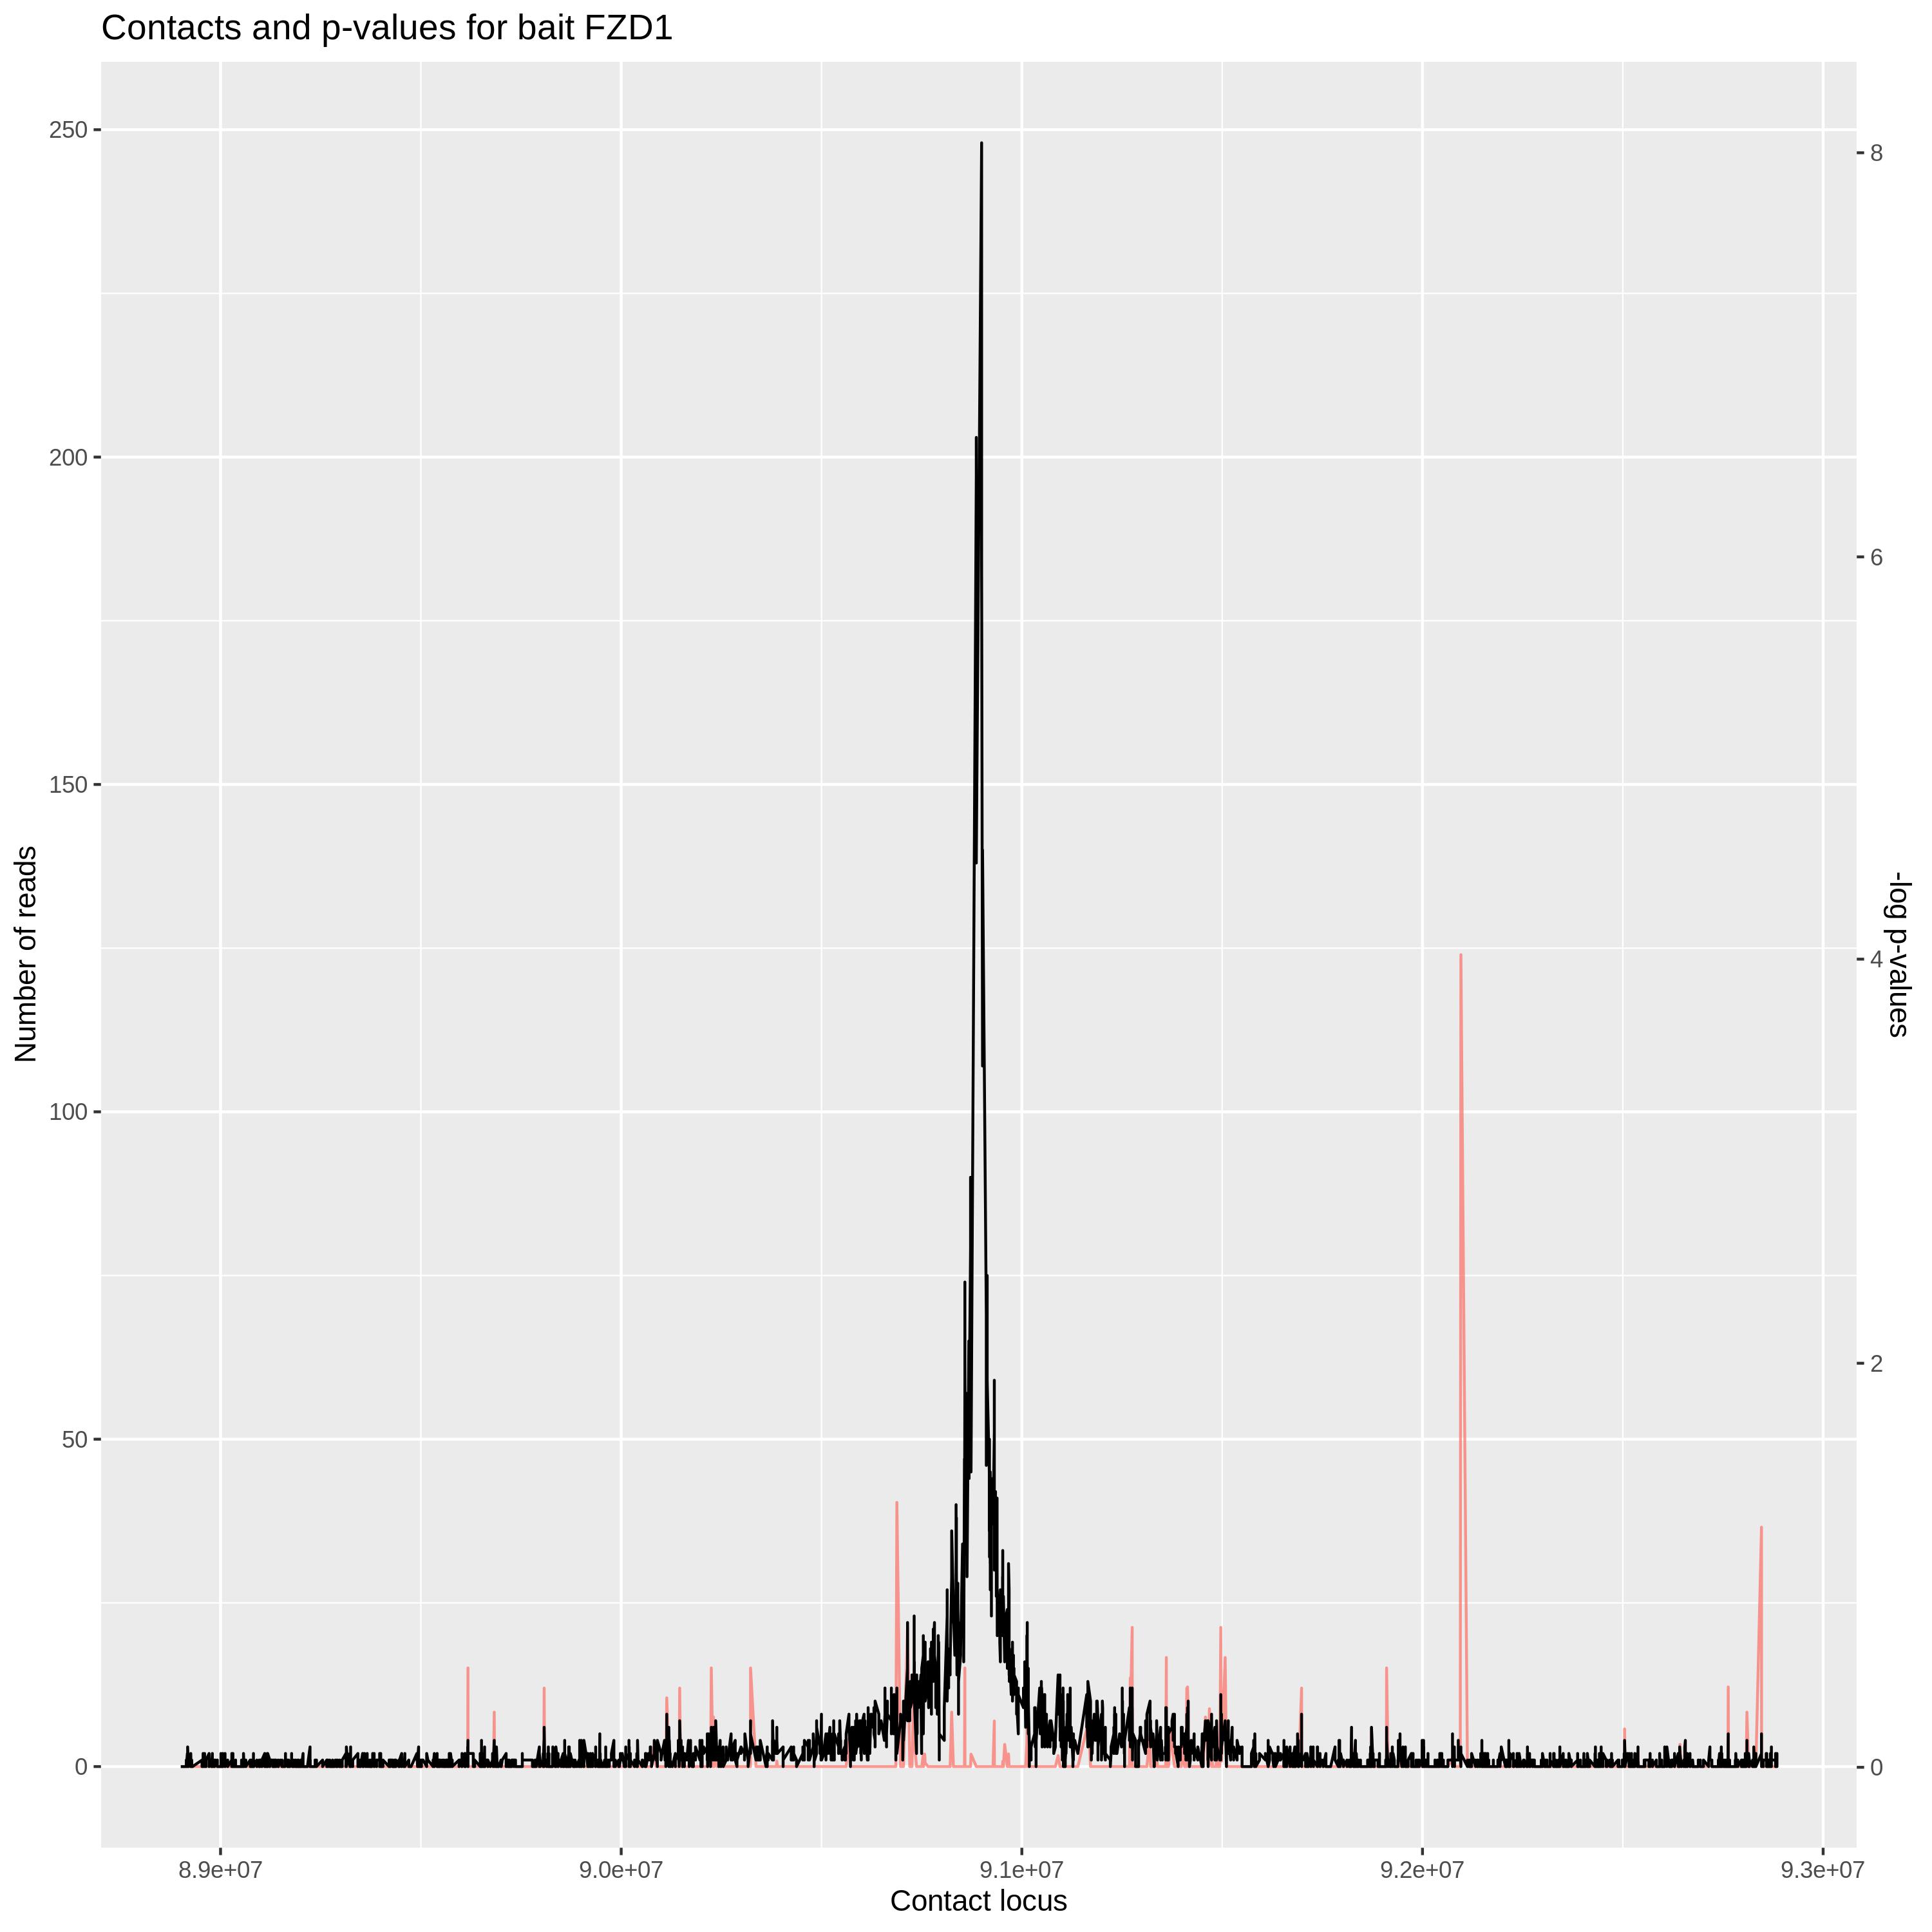 Contacts and p-values for bait FZD1
250
200
150
100
50
0
Number of reads
8
6
4
2
0
-log p-values
8.9e+07
9.0e+07
9.1e+07
9.2e+07
9.3e+07
Contact locus